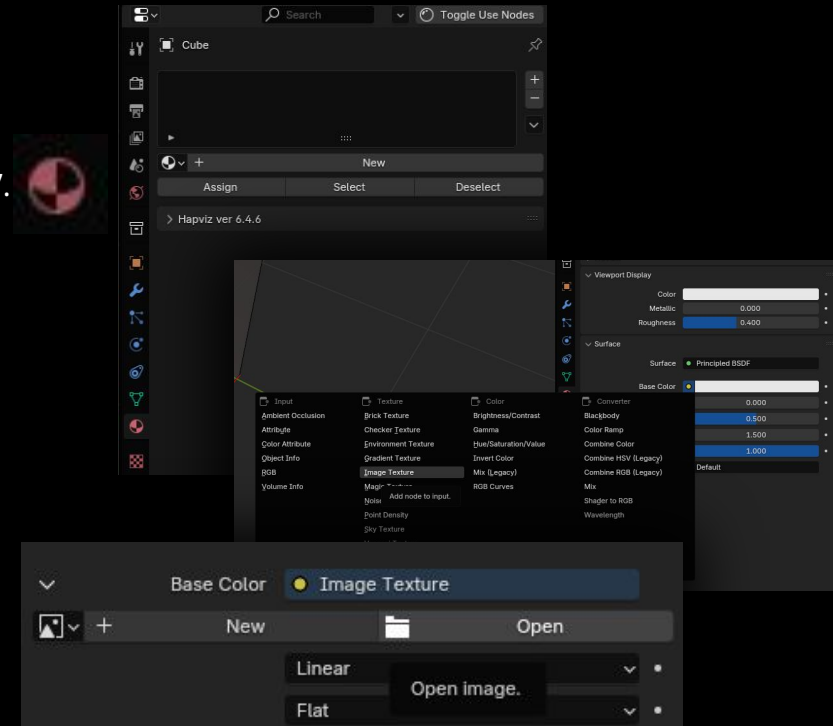 Search
Toggle Use Nodes
Cube
New
Assign
Select
Deselect
Hapviz ver 6.4.6
Viewport Display
Color
Metallic
0.000
Roughness
0.400
Surface
Surface
Principled BSDF
Base Color
0.000
0.500
1.500
1.000
Default
Input
Ambient Occlusion
Attribute
Color Attribute
Object Info
RGB
Volume Info
Texture
Brick Texture
Checker Texture
Environment Texture
Gradient Texture
Image Texture
Magic
Add node to input.
Point Density
Sky Texture
Color
Brightness/Contrast
Gamma
Hue/Saturation/Value
Invert Color
Mix (Legacy)
RGB Curves
Converter
Blackbody
Color Ramp
Combine Color
Combine HSV (Legacy)
Combine RGB (Legacy)
Mix
Shader to RGB
Wavelength
Base Color
Image Texture
New
Open
Linear
Open image.
Flat